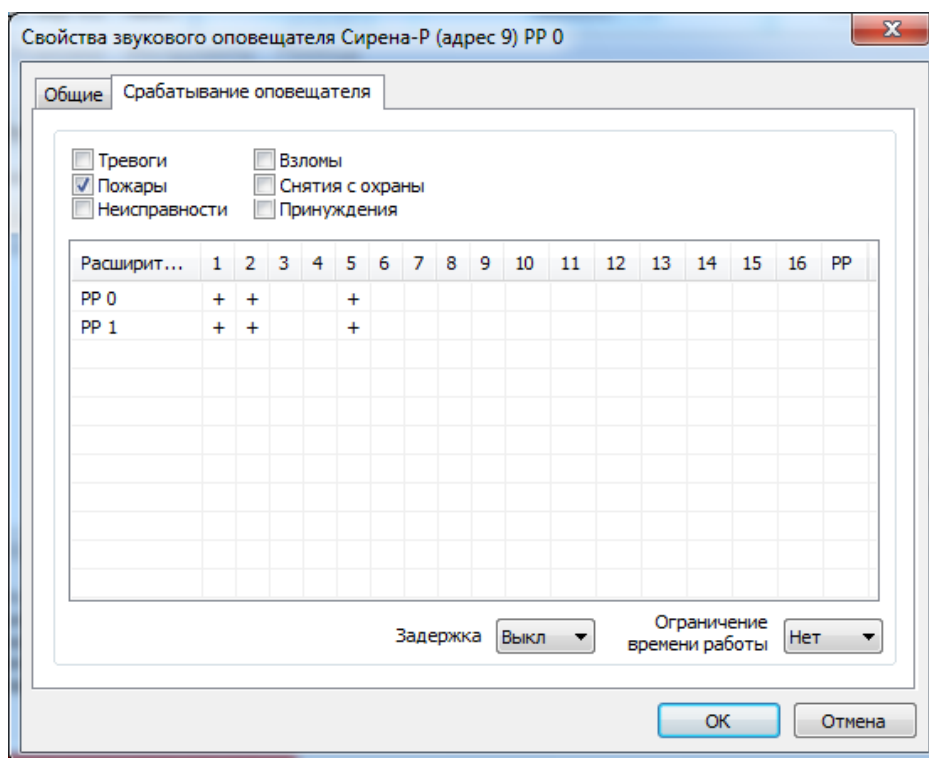 Свойства звукового оповещателя Сирена-Р (адрес 9) РР 0
Общие Срабатывание оповещателя
Тревоги Взломы
Пожары Снятия с охраны
Неисправности Принуждения
Расширит... 1 2 3 4 5 6 7 8 9 10 11 12 13 14 15 16 РР
РР 0 + + +
РР 1 + + +
Задержка Выкл Ограничение времени работы Нет
OK Отмена